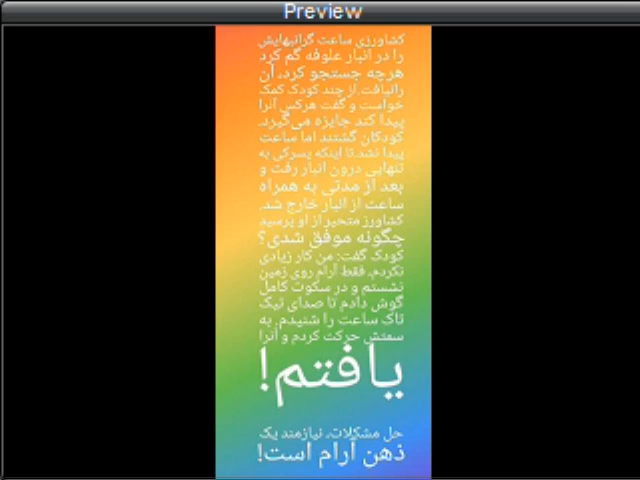 Preview
کشاورزی ساعت گرانبهایش
را در انبار علوفه گم کرد
هرچه جستجو کرد، آن
رانیافت.از چند کودک کمک
خواست و گفت هرکس آنرا
پیدا کند جایزه می‌گیرد.
کودکان گشتند اما ساعت
پیدا نشد.تا اینکه پسرکی به
تنهایی درون انبار رفت و
بعد از مدتی به همراه
ساعت از انبار خارج شد.
کشاورز متحیر از او پرسید
چگونه موفق شدی؟
کودک گفت: من کار زیادی
نکردم، فقط آرام روی زمین
نشستم و در سکوت کامل
گوش دادم تا صدای تیک
تاک ساعت را شنیدم. به
سمتش حرکت کردم و آنرا
یافتم!
حل مشکلات، نیازمند یک
ذهن آرام است!